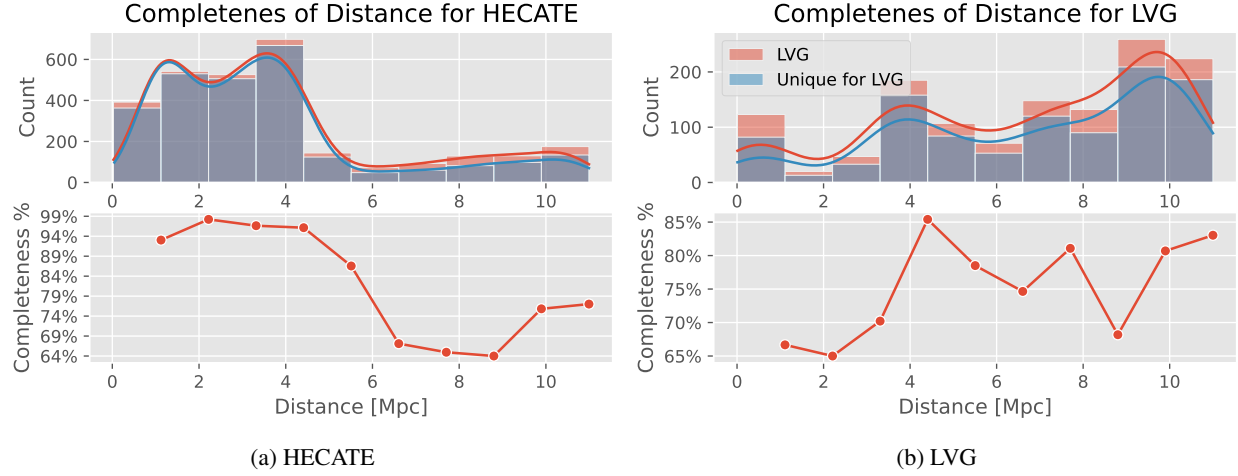 Completenes of Distance for HECATE
Count
600
400
200
0
0 2 4 6 8 10
Completeness %
99%
94%
89%
84%
79%
74%
69%
64%
0 2 4 6 8 10
Distance [Mpc]
(a) HECATE
Completenes of Distance for LVG
LVG
Unique for LVG
Count
200
100
0
0 2 4 6 8 10
Completeness %
85%
80%
75%
70%
65%
0 2 4 6 8 10
Distance [Mpc]
(b) LVG